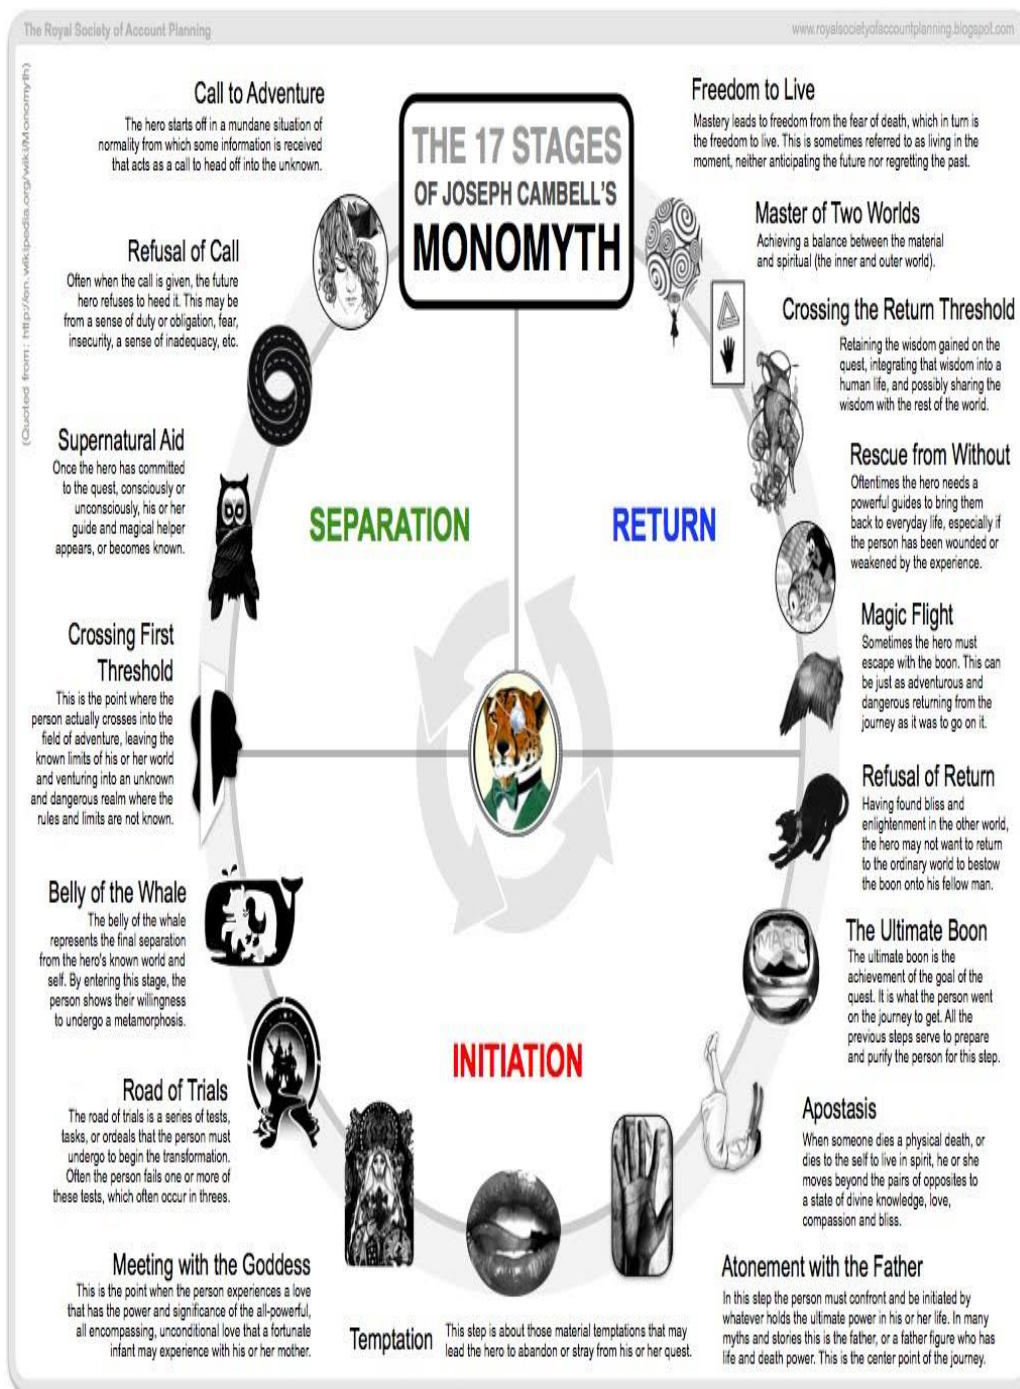 The Royal Society of Account Planning
www.royalsocietyofaccountplanning.blogspot.com
(Quoted from: http://on.wikipedia.org/wiki/Monomyth)
THE 17 STAGES
OF JOSEPH CAMBELL'S
MONOMYTH
Call to Adventure
The hero starts off in a mundane situation of
normality from which some information is received
that acts as a call to head off into the unknown.
Refusal of Call
Often when the call is given, the future
hero refuses to heed it. This may be
from a sense of duty or obligation, fear,
insecurity, a sense of inadequacy, etc.
Supernatural Aid
Once the hero has committed
to the quest, consciously or
unconsciously, his or her
guide and magical helper
appears, or becomes known.
SEPARATION
Crossing First
Threshold
This is the point where the
person actually crosses into the
field of adventure, leaving the
known limits of his or her world
and venturing into an unknown
and dangerous realm where the
rules and limits are not known.
Belly of the Whale
The belly of the whale
represents the final separation
from the hero's known world and
self. By entering this stage, the
person shows their willingness
to undergo a metamorphosis.
Road of Trials
The road of trials is a series of tests,
tasks, or ordeals that the person must
undergo to begin the transformation.
Often the person fails one or more of
these tests, which often occur in threes.
INITIATION
Meeting with the Goddess
This is the point when the person experiences a love
that has the power and significance of the all-powerful,
all encompassing, unconditional love that a fortunate
infant may experience with his or her mother.
Temptation
This step is about those material temptations that may
lead the hero to abandon or stray from his or her quest.
Atonement with the Father
In this step the person must confront and be initiated by
whatever holds the ultimate power in his or her life. In many
myths and stories this is the father, or a father figure who has
life and death power. This is the center point of the journey.
Apostasis
When someone dies a physical death, or
dies to the self to live in spirit, he or she
moves beyond the pairs of opposites to
a state of divine knowledge, love,
compassion and bliss.
The Ultimate Boon
The ultimate boon is the
achievement of the goal of the
quest. It is what the person went
on the journey to get. All the
previous steps serve to prepare
and purify the person for this step.
MAGIC
Refusal of Return
Having found bliss and
enlightenment in the other world,
the hero may not want to return
to the ordinary world to bestow
the boon onto his fellow man.
Magic Flight
Sometimes the hero must
escape with the boon. This can
be just as adventurous and
dangerous returning from the
journey as it was to go on it.
RETURN
Rescue from Without
Oftentimes the hero needs a
powerful guides to bring them
back to everyday life, especially if
the person has been wounded or
weakened by the experience.
Crossing the Return Threshold
Retaining the wisdom gained on the
quest, integrating that wisdom into a
human life, and possibly sharing the
wisdom with the rest of the world.
Master of Two Worlds
Achieving a balance between the material
and spiritual (the inner and outer world).
Freedom to Live
Mastery leads to freedom from the fear of death, which in turn is
the freedom to live. This is sometimes referred to as living in the
moment, neither anticipating the future nor regretting the past.